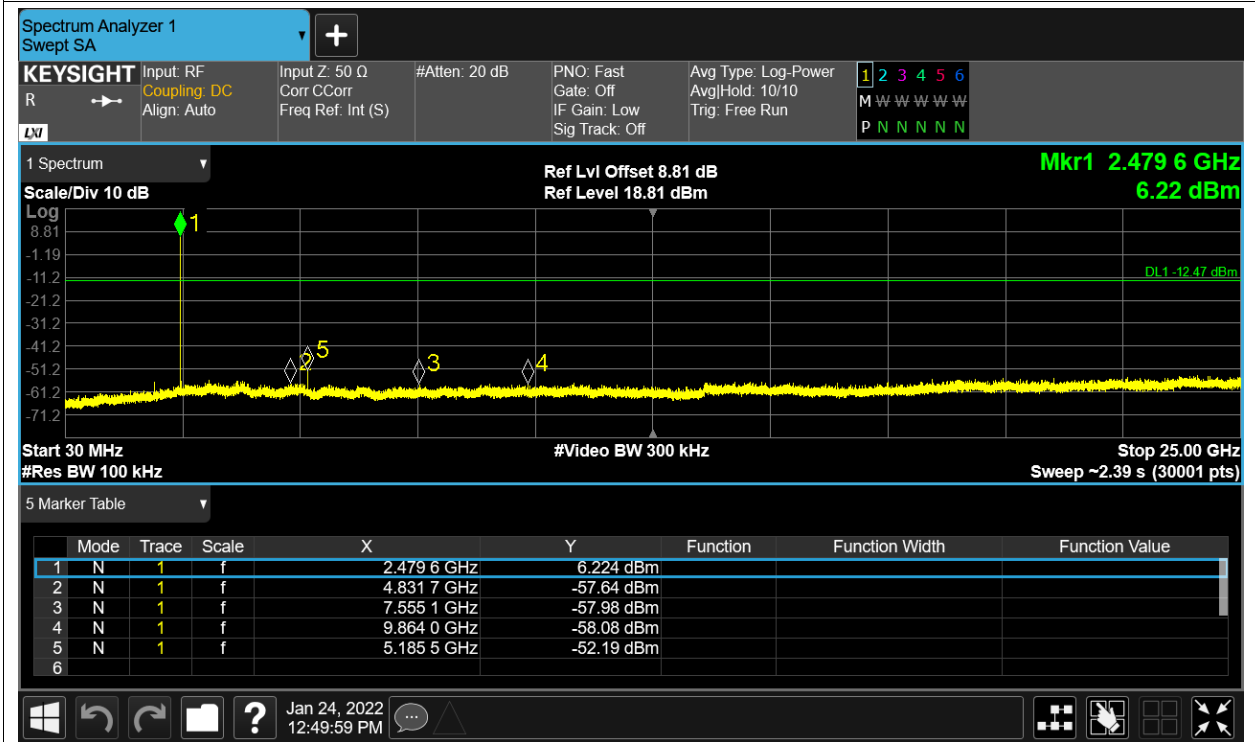 Spectrum Analyzer 1
Swept SA
KEYSIGHT
R
LXI
Input: RF
Coupling: DC
Align: Auto
Input Z: 50 Ω
Corr CCorr
Freq Ref: Int (S)
#Atten: 20 dB
PNO: Fast
Gate: Off
IF Gain: Low
Sig Track: Off
Avg Type: Log-Power
Avg|Hold: 10/10
Trig: Free Run
1 2 3 4 5 6
M W W W W W
P N N N N N
1 Spectrum
Scale/Div 10 dB
Ref Lvl Offset 8.81 dB
Ref Level 18.81 dBm
Mkr1 2.479 6 GHz
6.22 dBm
Log
8.81
-1.19
-11.2
-21.2
-31.2
-41.2
-51.2
-61.2
-71.2
1
DL1 -12.47 dBm
2
5
3
4
Start 30 MHz
#Video BW 300 kHz
Stop 25.00 GHz
#Res BW 100 kHz
Sweep ~2.39 s (30001 pts)
5 Marker Table
Mode Trace Scale X Y Function Function Width Function Value
1 N 1 f 2.479 6 GHz 6.224 dBm
2 N 1 f 4.831 7 GHz -57.64 dBm
3 N 1 f 7.555 1 GHz -57.98 dBm
4 N 1 f 9.864 0 GHz -58.08 dBm
5 N 1 f 5.185 5 GHz -52.19 dBm
6
?
Jan 24, 2022
12:49:59 PM